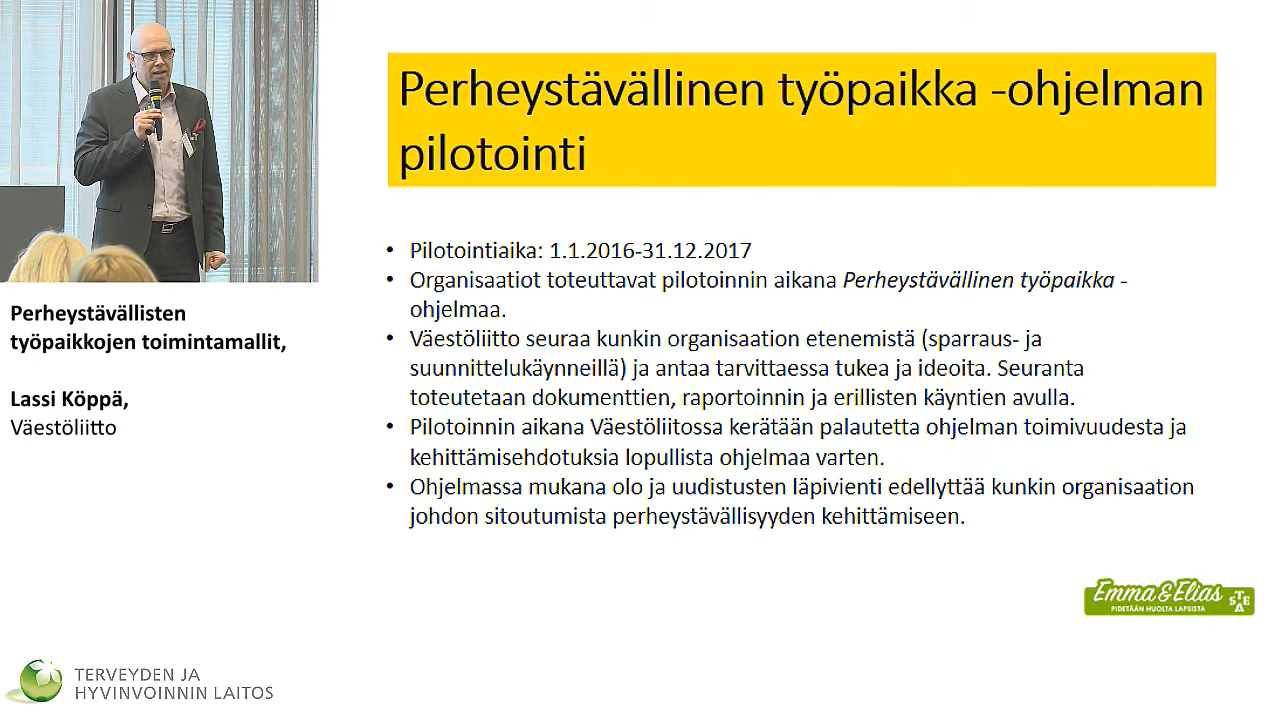 Perheystävällinen työpaikka -ohjelman
pilotointi
• Pilotointiaika: 1.1.2016-31.12.2017
• Organisaatiot toteuttavat pilotoinnin aikana Perheystävällinen työpaikka -
ohjelmaa.
• Väestöliitto seuraa kunkin organisaation etenemistä (sparraus- ja
suunnittelukäynneillä) ja antaa tarvittaessa tukea ja ideoita. Seuranta
toteutetaan dokumenttien, raportoinnin ja erillisten käyntien avulla.
• Pilotoinnin aikana Väestöliitossa kerätään palautetta ohjelman toimivuudesta ja
kehittämisehdotuksia lopullista ohjelmaa varten.
• Ohjelmassa mukana olo ja uudistusten läpivienti edellyttää kunkin organisaation
johdon sitoutumista perheystävällisyyden kehittämiseen.
Perheystävällisten
työpaikkojen toimintamallit,
Lassi Köppä,
Väestöliitto
Emma & Elias
PIDETÄÄN HUOLTA LAPSISTA
STEA
TERVEYDEN JA
HYVINVOINNIN LAITOS